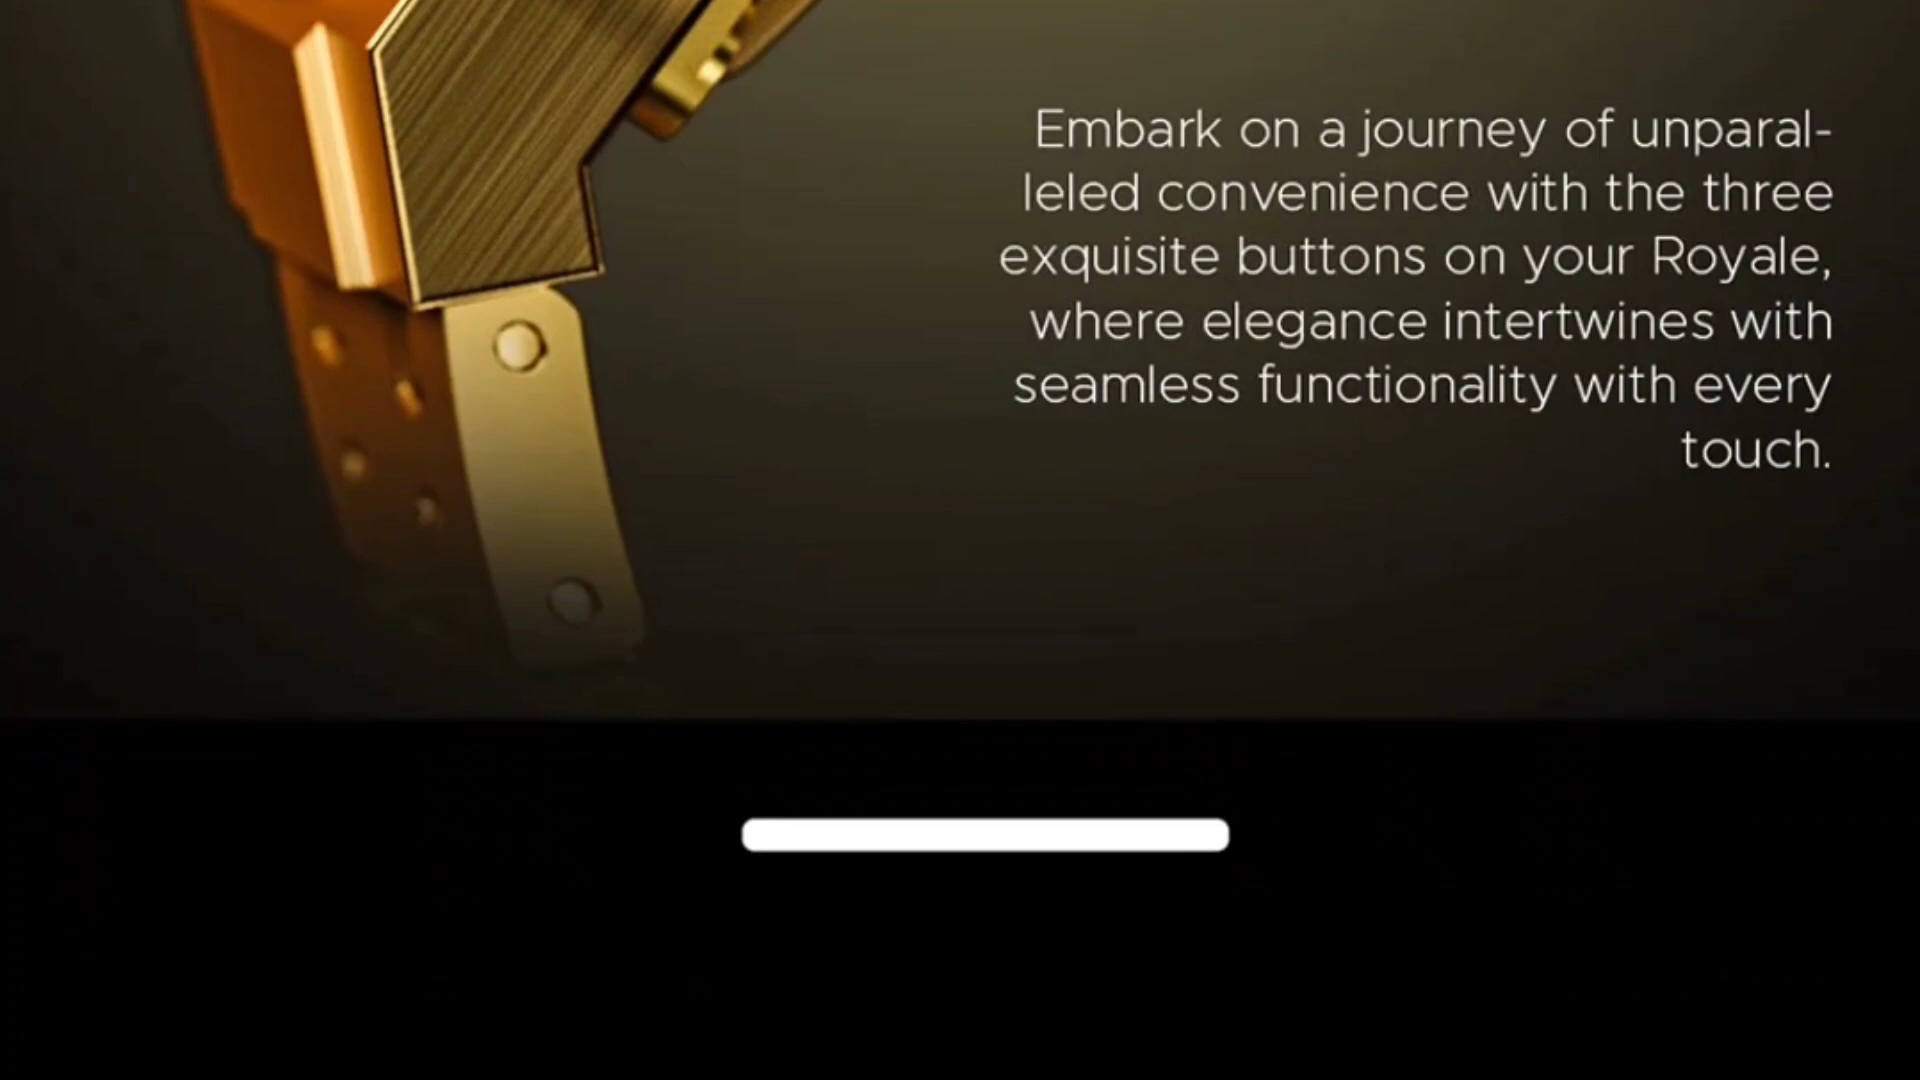 Embark on a journey of unparal-
leled convenience with the three
exquisite buttons on your Royale,
where elegance intertwines with
seamless functionality with every
touch.